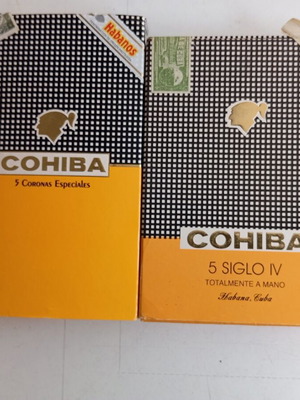 Habanos
COHIBA
5 CORONAS ESPECIALES
COHIBA
5 SIGLO IV
TOTALMENTE A MANO
Habana, Cuba